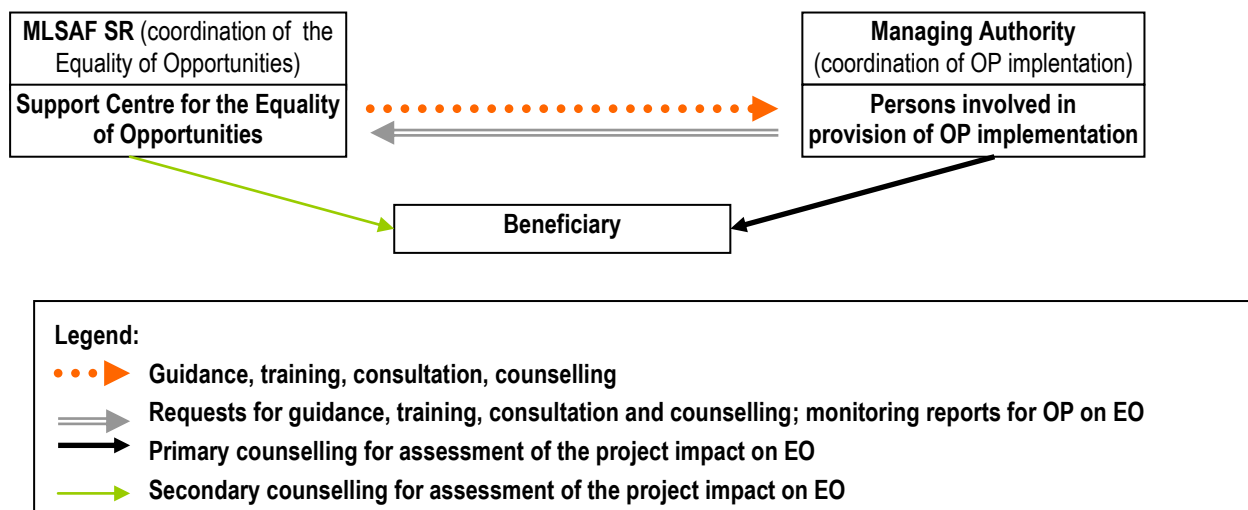 MLSAF SR (coordination of the
Equality of Opportunities)
Support Centre for the Equality
of Opportunities
Managing Authority
(coordination of OP implentation)
Persons involved in
provision of OP implementation
Beneficiary
Legend:
Guidance, training, consultation, counselling
Requests for guidance, training, consultation and counselling; monitoring reports for OP on EO
Primary counselling for assessment of the project impact on EO
Secondary counselling for assessment of the project impact on EO